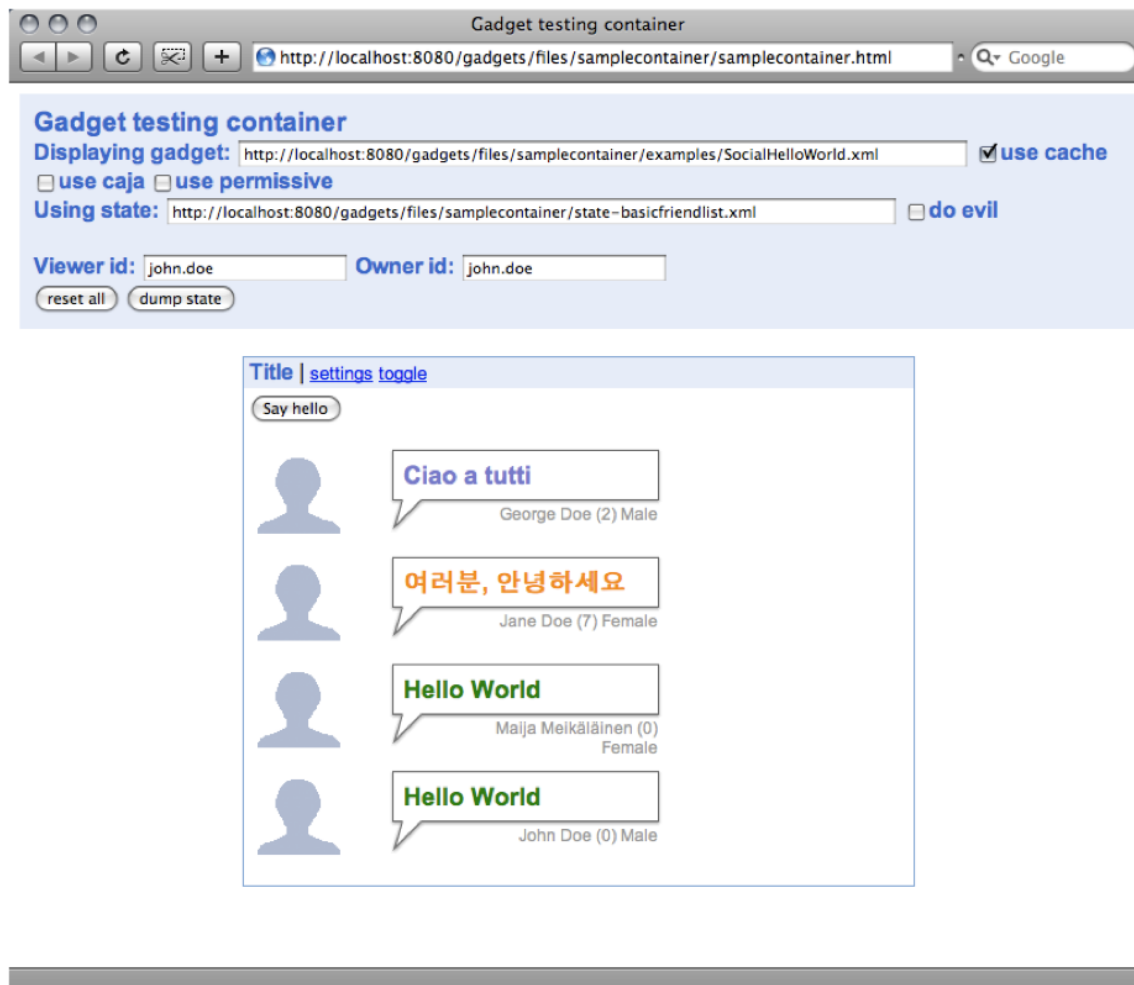 Gadget testing container
http://localhost:8080/gadgets/files/samplecontainer/samplecontainer.html
Google
Gadget testing container
Displaying gadget: http://localhost:8080/gadgets/files/samplecontainer/examples/SocialHelloWorld.xml use cache
use caja use permissive
Using state: http://localhost:8080/gadgets/files/samplecontainer/state-basicfriendlist.xml do evil
Viewer id: john.doe Owner id: john.doe
reset all dump state
Title | settings toggle
Say hello
Ciao a tutti
George Doe (2) Male
여러분, 안녕하세요
Jane Doe (7) Female
Hello World
Maija Meikäläinen (0)
Female
Hello World
John Doe (0) Male